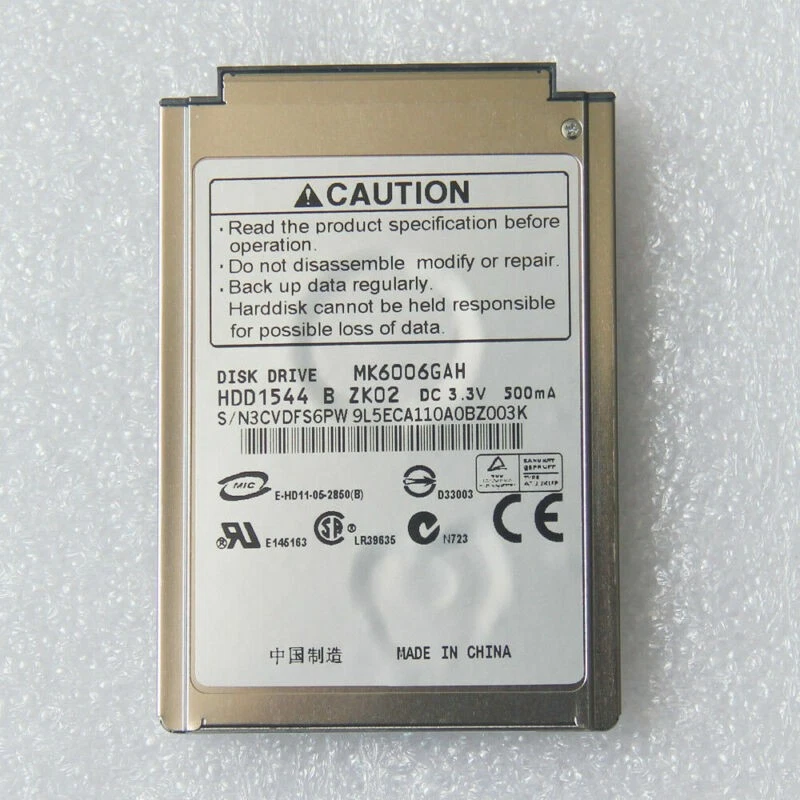 CAUTION
· Read the product specification before
operation.
· Do not disassemble modify or repair.
· Back up data regularly.
Harddisk cannot be held responsible
for possible loss of data.
DISK DRIVE MK6006GAH
HDD1544 B ZK02 DC 3.3V 500mA
S/N3CVDFS6PW 9L5ECA110A0BZ003K
MIC E-HD11-05-2850(B)
D33003
E145163
LR39635
N723
CE
中国制造 MADE IN CHINA